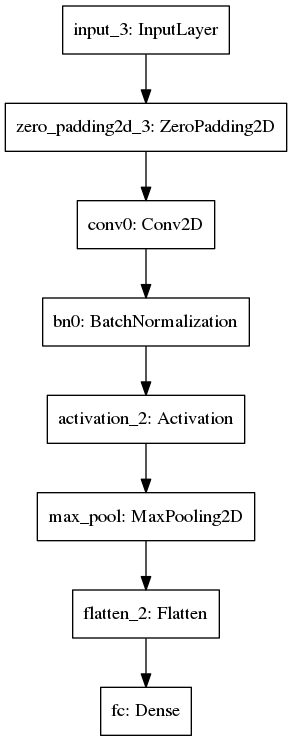 input_3: InputLayer
zero_padding2d_3: ZeroPadding2D
conv0: Conv2D
bn0: BatchNormalization
activation_2: Activation
max_pool: MaxPooling2D
flatten_2: Flatten
fc: Dense